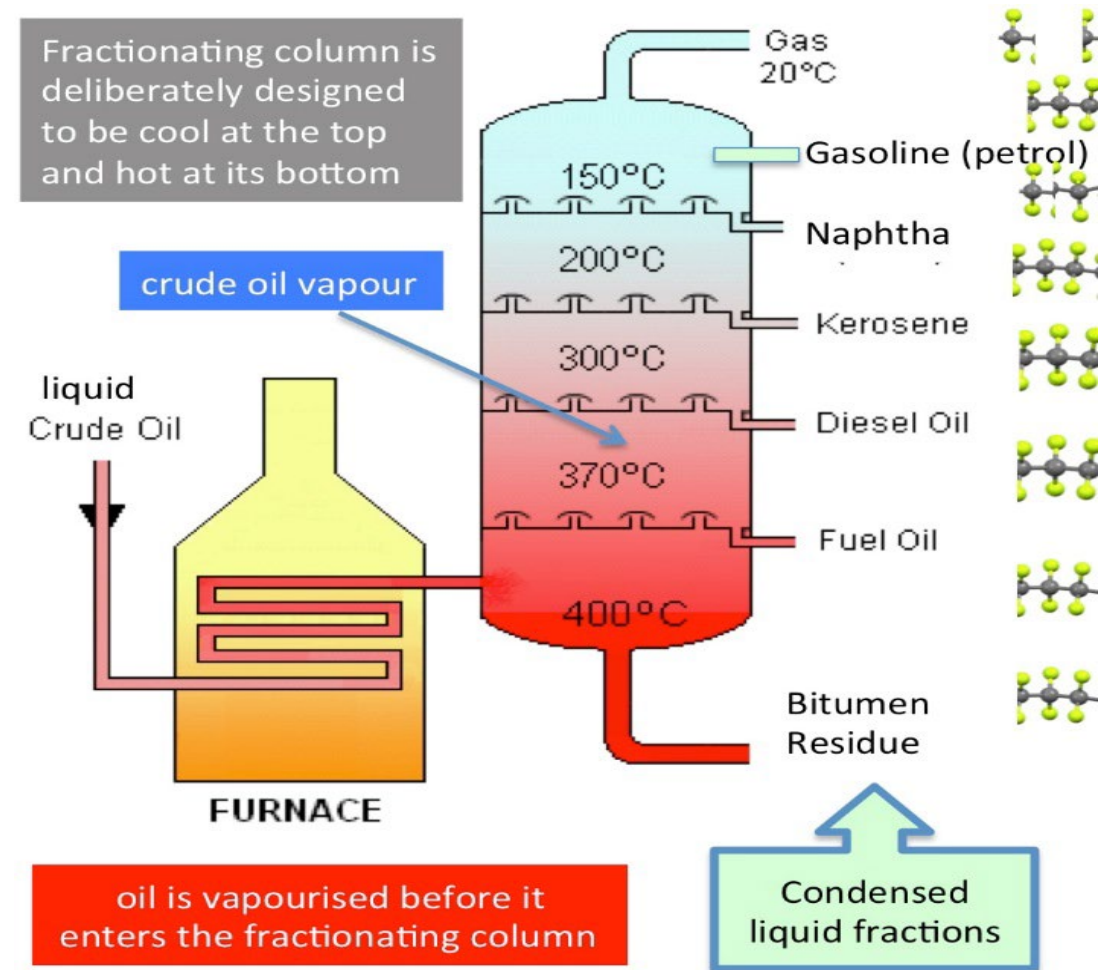 Fractionating column is
deliberately designed
to be cool at the top
and hot at its bottom
Gas
20°C
Gasoline (petrol)
150°C
Naphtha
200°C
crude oil vapour
Kerosene
300°C
liquid
Crude Oil
Diesel Oil
370°C
Fuel Oil
400°C
Bitumen
Residue
FURNACE
oil is vapourised before it
enters the fractionating column
Condensed
liquid fractions